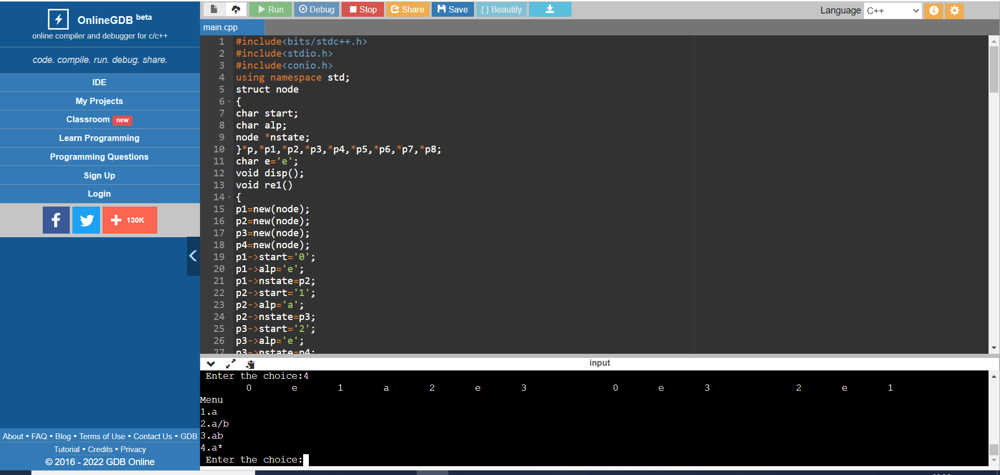 OnlineGDB beta
online compiler and debugger for c/c++
code. compile. run. debug. share.
IDE
My Projects
Classroom new
Learn Programming
Programming Questions
Sign Up
Login
130K
About • FAQ • Blog • Terms of Use • Contact Us • GDB
Tutorial • Credits • Privacy
© 2016 - 2022 GDB Online
Run Debug Stop Share Save { } Beautify
Language C++
main.cpp
1 #include<bits/stdc++.h>
2 #include<stdio.h>
3 #include<conio.h>
4 using namespace std;
5 struct node
6 {
7 char start;
8 char alp;
9 node *nstate;
10 }*p,*p1,*p2,*p3,*p4,*p5,*p6,*p7,*p8;
11 char e='e';
12 void disp();
13 void re1()
14 {
15 p1=new(node);
16 p2=new(node);
17 p3=new(node);
18 p4=new(node);
19 p1->start='0';
20 p1->alp='e';
21 p1->nstate=p2;
22 p2->start='1';
23 p2->alp='a';
24 p2->nstate=p3;
25 p3->start='2';
26 p3->alp='e';
27 p3->nstate=p4;
input
Enter the choice:4
0 e 1 a 2 e 3 0 e 3 2 e 1
Menu
1.a
2.a/b
3.ab
4.a*
Enter the choice: